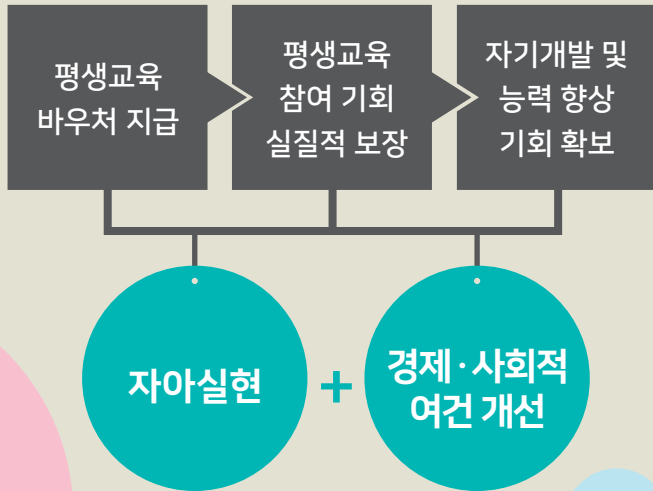 평생교육
바우처 지급
평생교육
참여 기회
실질적 보장
자기개발 및
능력 향상
기회 확보
자아실현
+
경제·사회적
여건 개선